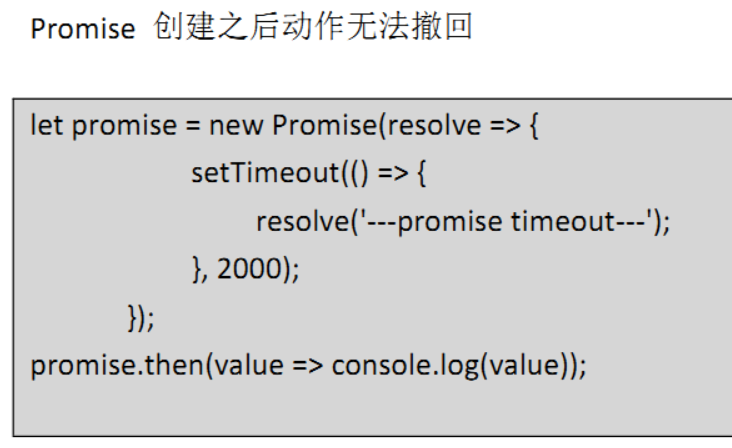 Promise 创建之后动作无法撤回
let promise = new Promise(resolve => {
setTimeout(() => {
resolve('---promise timeout---');
}, 2000);
});
promise.then(value => console.log(value));